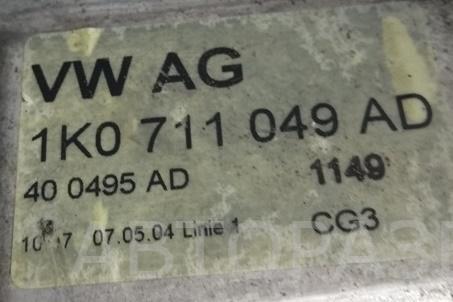 VW AG
1K0 711 049 AD
40 0495 AD 1149
07.05.04 Linie 1 CG3